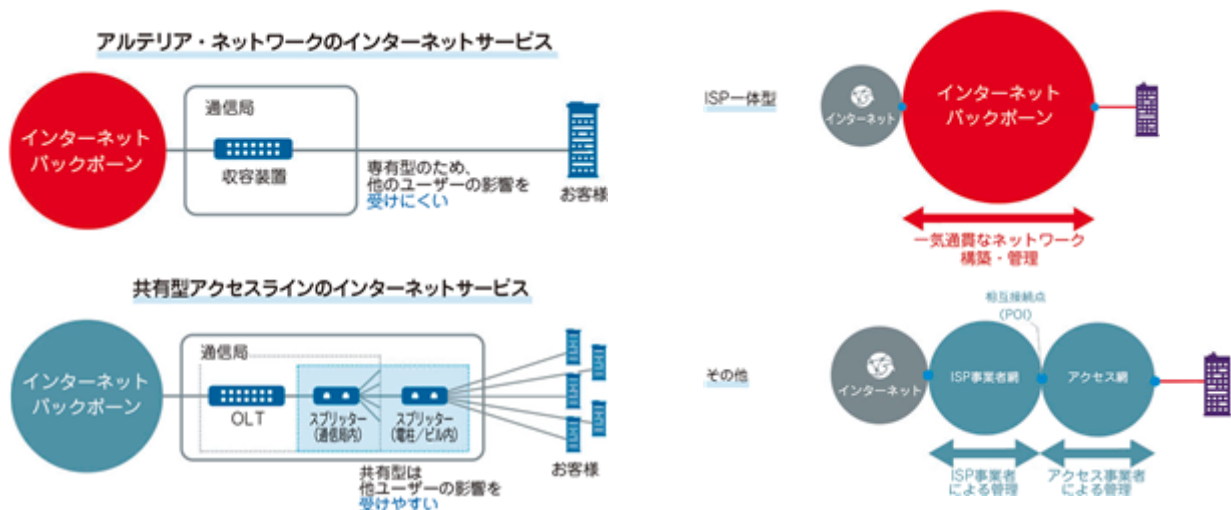 アルテリア・ネットワークのインターネットサービス
インターネット
バックボーン
通信局
収容装置
専有型のため、
他のユーザーの影響を
受けにくい
お客様
共有型アクセスラインのインターネットサービス
インターネット
バックボーン
通信局
OLT
スプリッター
(通信局内)
スプリッター
(電柱/ビル内)
共有型は
他ユーザーの影響を
受けやすい
お客様
ISP一体型
インターネット
インターネット
バックボーン
一気通貫なネットワーク
構築・管理
その他
相互接続点
(POI)
インターネット
ISP事業者網
アクセス網
ISP事業者
による管理
アクセス事業者
による管理